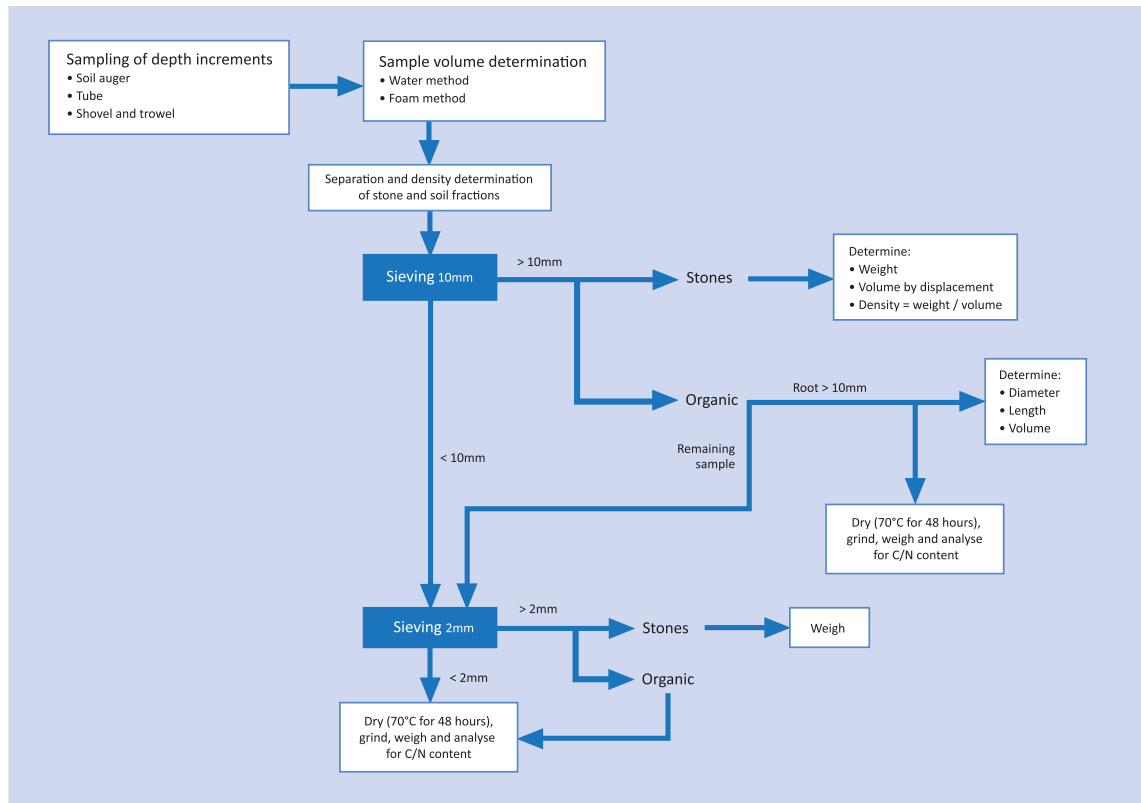 Sampling of depth increments
• Soil auger
• Tube
• Shovel and trowel
Sample volume determination
• Water method
• Foam method
Separation and density determination
of stone and soil fractions
Sieving 10mm
> 10mm
Stones
Determine:
• Weight
• Volume by displacement
• Density = weight / volume
Organic
Root > 10mm
Determine:
• Diameter
• Length
• Volume
Remaining
sample
< 10mm
Dry (70°C for 48 hours),
grind, weigh and analyse
for C/N content
Sieving 2mm
> 2mm
Stones
Weigh
Organic
< 2mm
Dry (70°C for 48 hours),
grind, weigh and analyse
for C/N content